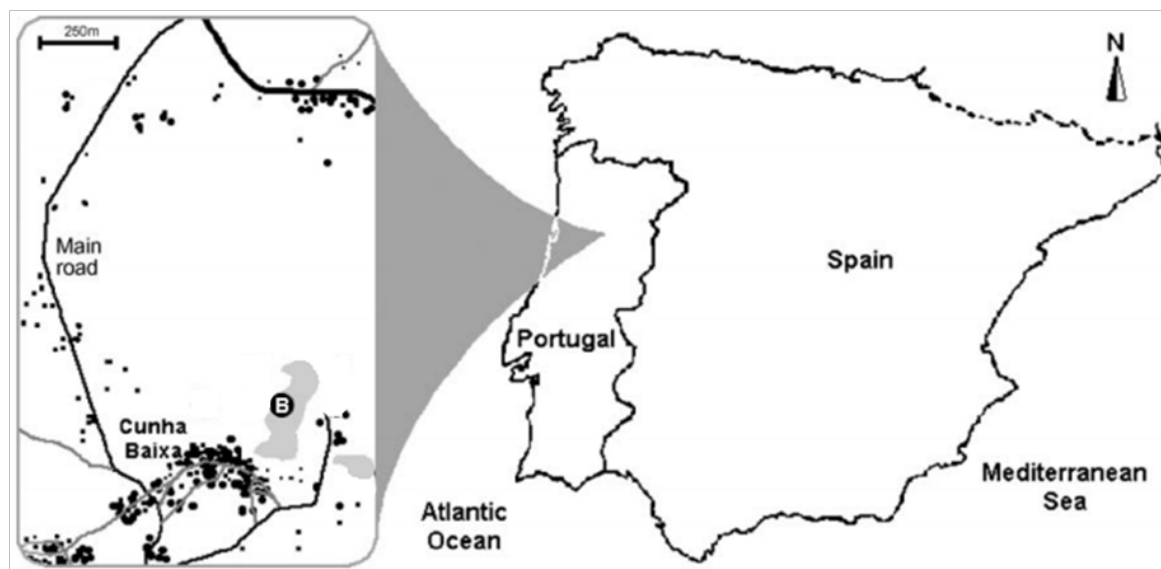 250m
Main
road
B
Cunha
Baixa
N
Spain
Portugal
Atlantic
Ocean
Mediterranean
Sea